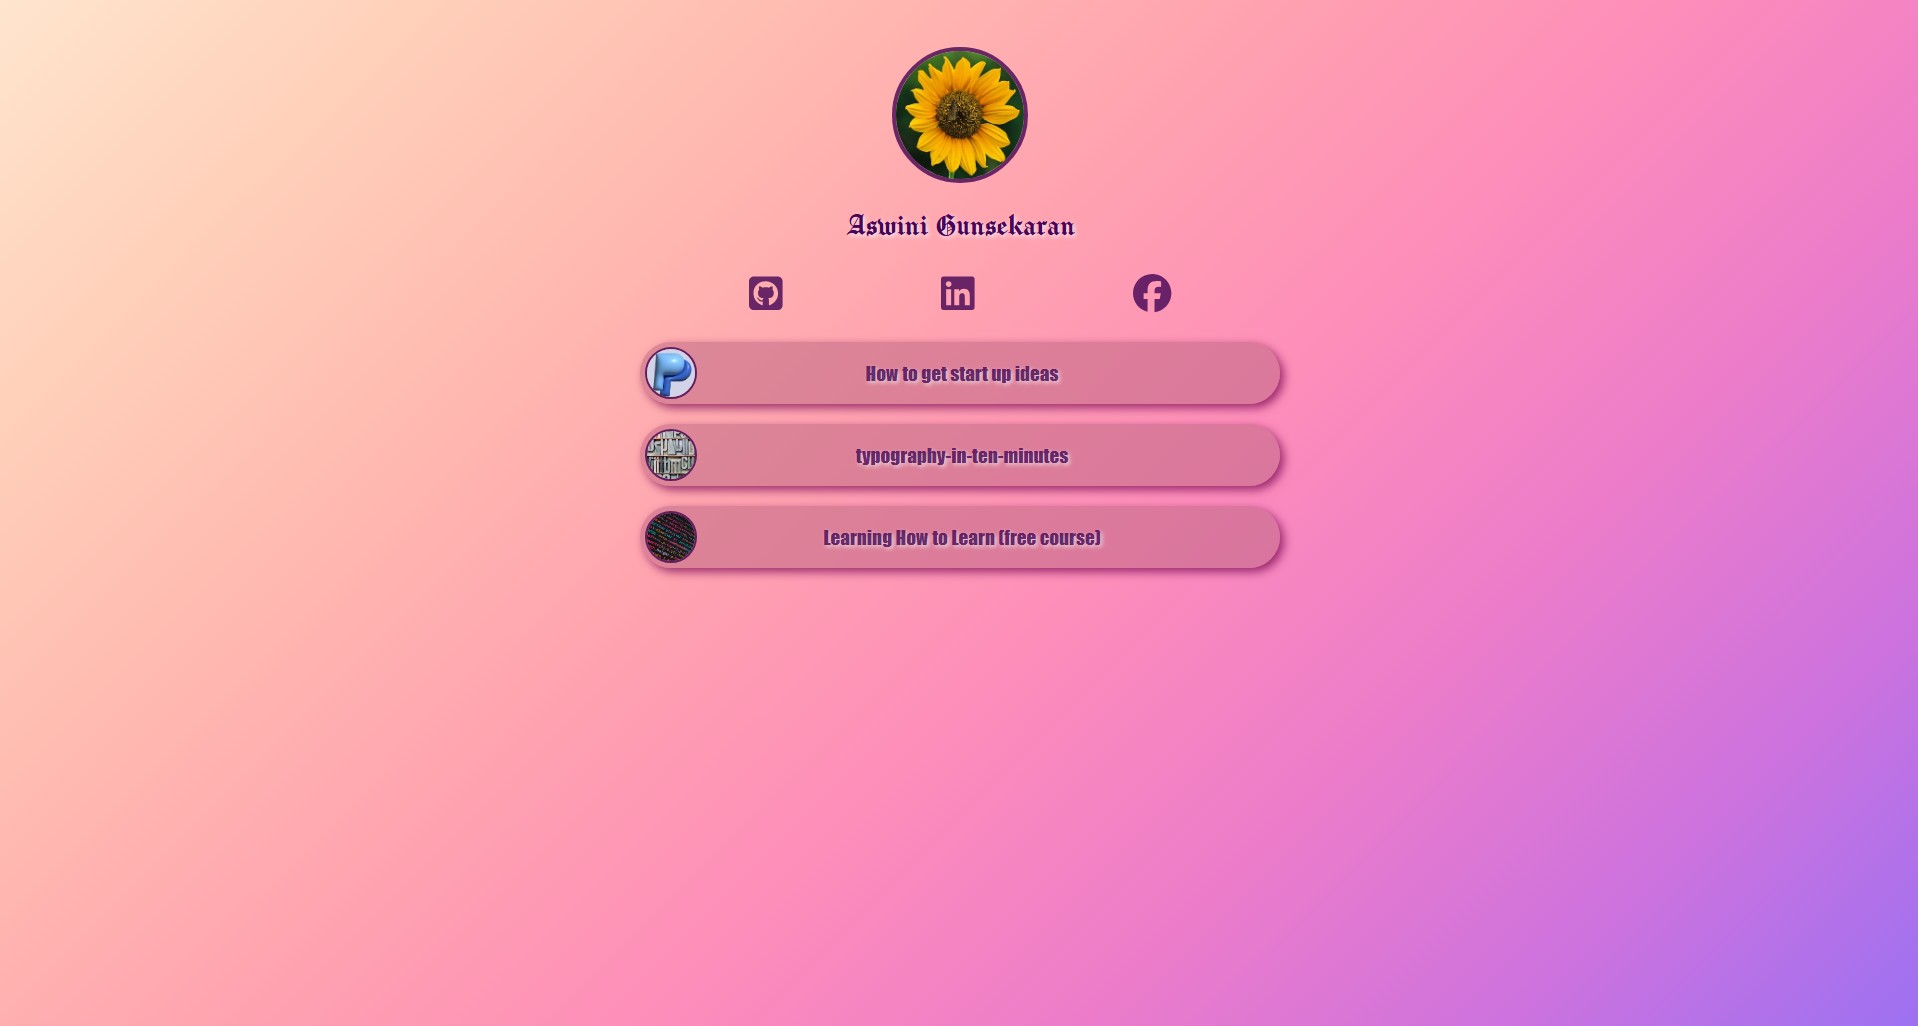 Aswini Gunsekaran
How to get start up ideas
typography-in-ten-minutes
Learning How to Learn (free course)